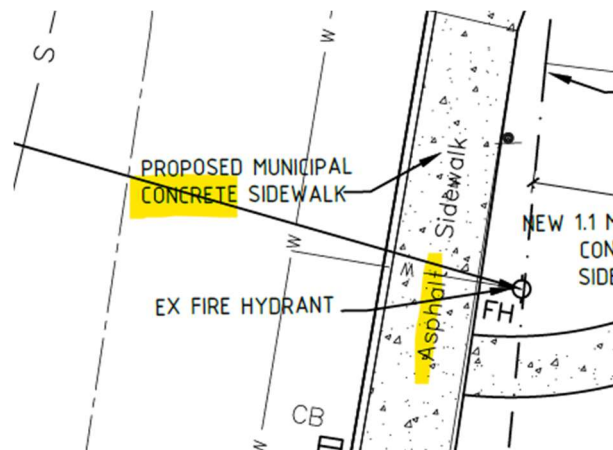 S
W
PROPOSED MUNICIPAL
CONCRETE SIDEWALK
Asphalt Sidewalk
W
W
NEW 1.1 M
CON
SIDE
EX FIRE HYDRANT
FH
CB
W